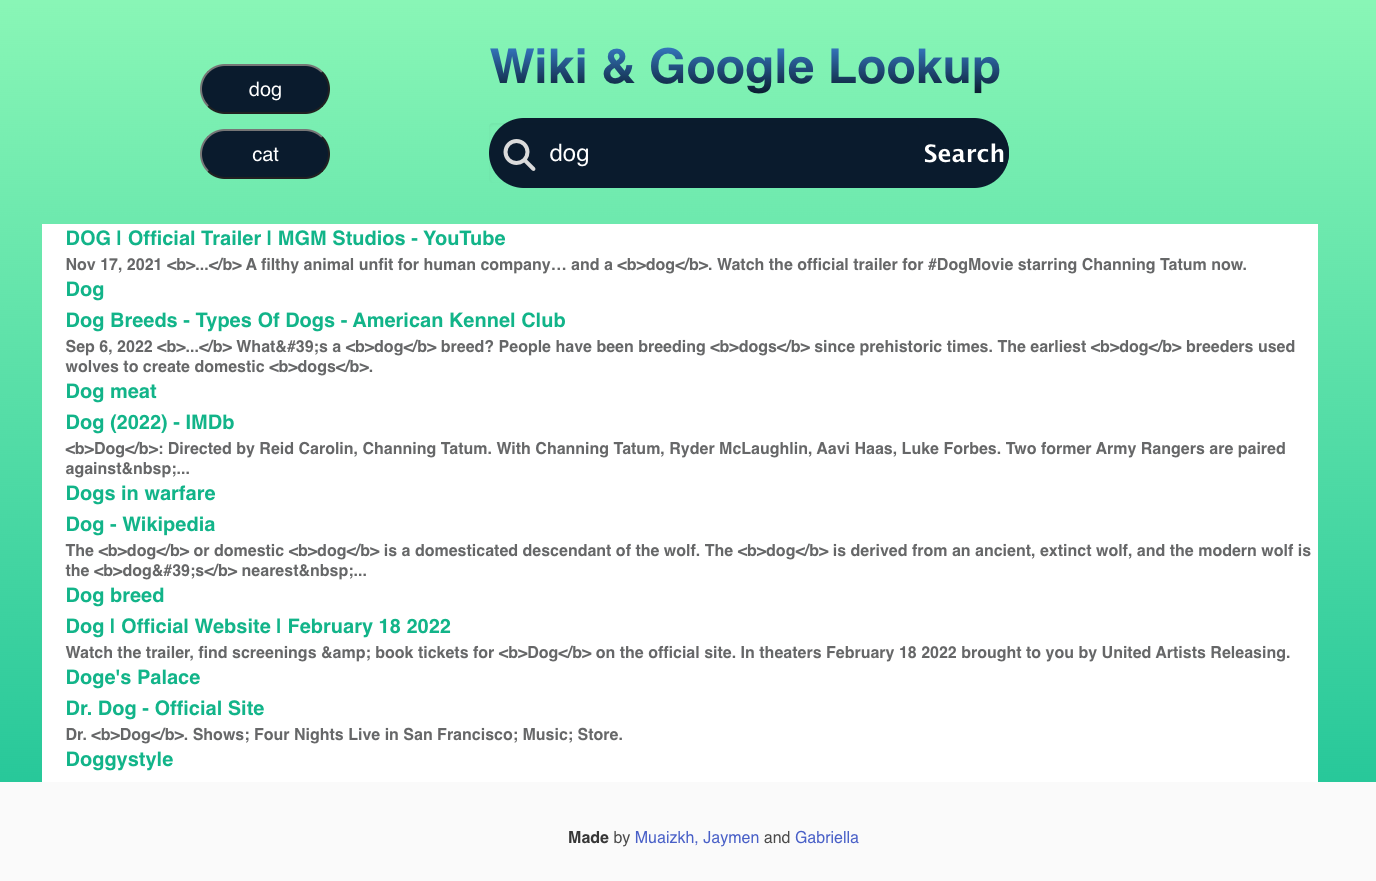 Wiki & Google Lookup
dog
cat
dog
Search
DOG | Official Trailer | MGM Studios - YouTube
Nov 17, 2021 <b>...</b> A filthy animal unfit for human company… and a <b>dog</b>. Watch the official trailer for #DogMovie starring Channing Tatum now.
Dog
Dog Breeds - Types Of Dogs - American Kennel Club
Sep 6, 2022 <b>...</b> What&#39;s a <b>dog</b> breed? People have been breeding <b>dogs</b> since prehistoric times. The earliest <b>dog</b> breeders used
wolves to create domestic <b>dogs</b>.
Dog meat
Dog (2022) - IMDb
<b>Dog</b>: Directed by Reid Carolin, Channing Tatum. With Channing Tatum, Ryder McLaughlin, Aavi Haas, Luke Forbes. Two former Army Rangers are paired
against&nbsp;...
Dogs in warfare
Dog - Wikipedia
The <b>dog</b> or domestic <b>dog</b> is a domesticated descendant of the wolf. The <b>dog</b> is derived from an ancient, extinct wolf, and the modern wolf is
the <b>dog&#39;s</b> nearest&nbsp;...
Dog breed
Dog | Official Website | February 18 2022
Watch the trailer, find screenings &amp; book tickets for <b>Dog</b> on the official site. In theaters February 18 2022 brought to you by United Artists Releasing.
Doge's Palace
Dr. Dog - Official Site
Dr. <b>Dog</b>. Shows; Four Nights Live in San Francisco; Music; Store.
Doggystyle
Made by Muaizkh, Jaymen and Gabriella